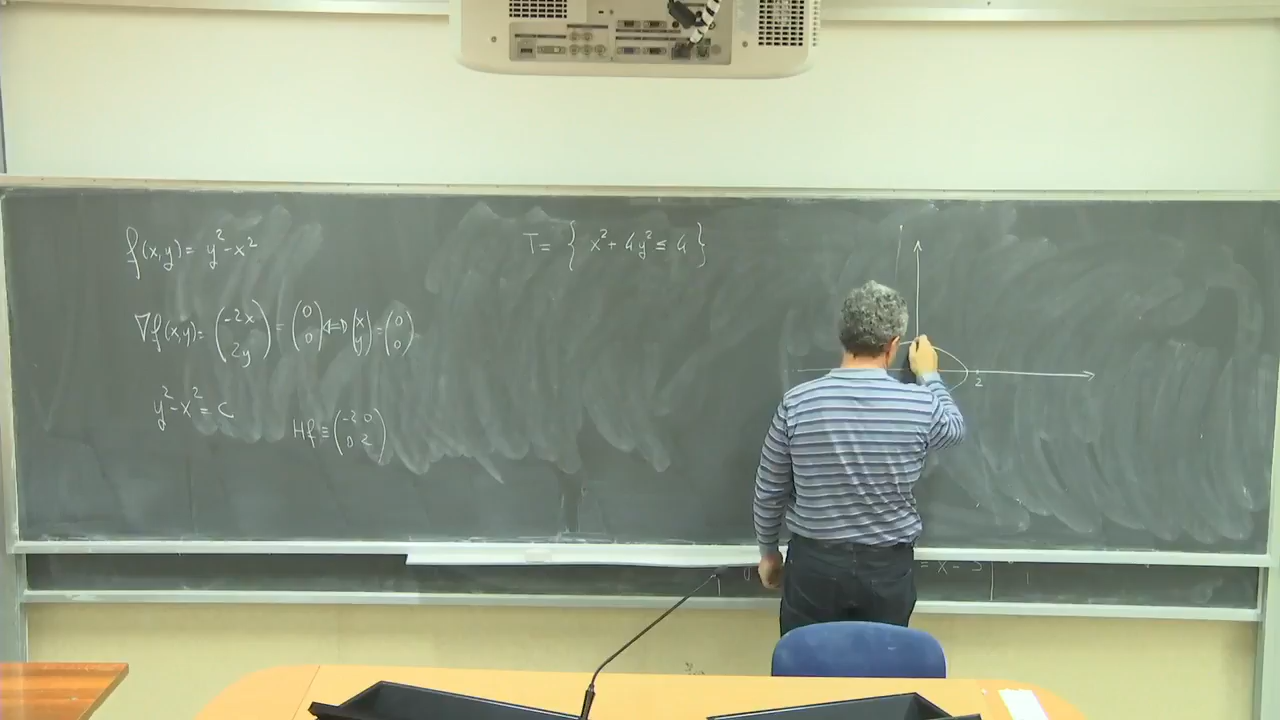 f(x,y)= y²-x²
∇f(x,y)= (-2x 2y) = (0 0) ⇔ (x y) = (0 0)
y²-x² = c
Hf ≡ (-2 0 0 2)
T= { x²+4y² ≤ 4 }
2
= x - 5